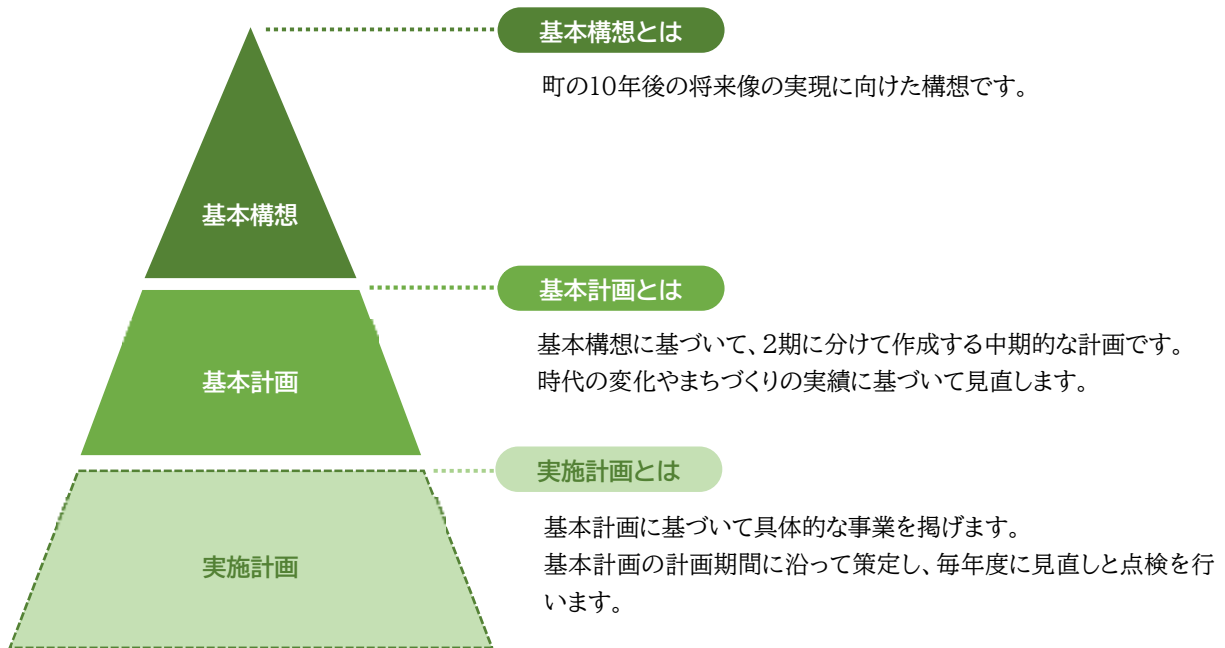 基本構想とは
町の10年後の将来像の実現に向けた構想です。
基本構想
基本計画とは
基本構想に基づいて、2期に分けて作成する中期的な計画です。
時代の変化やまちづくりの実績に基づいて見直します。
基本計画
実施計画とは
基本計画に基づいて具体的な事業を掲げます。
基本計画の計画期間に沿って策定し、毎年度に見直しと点検を行
います。
実施計画